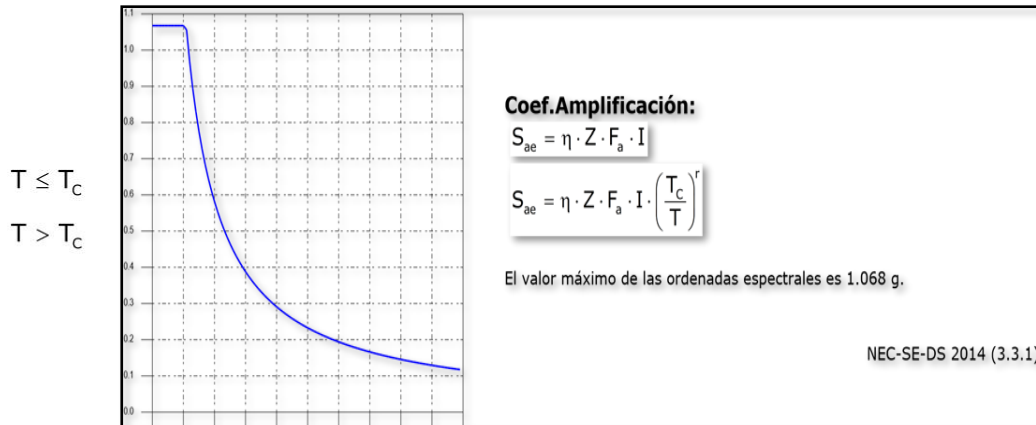 1.1
1.0
0.9
0.8
0.7
0.6
0.5
0.4
0.3
0.2
0.1
0.0
T ≤ T_C
T > T_C
Coef.Amplificación:
S_ae = η · Z · F_a · I
S_ae = η · Z · F_a · I · (T_C / T)^r
El valor máximo de las ordenadas espectrales es 1.068 g.
NEC-SE-DS 2014 (3.3.1)